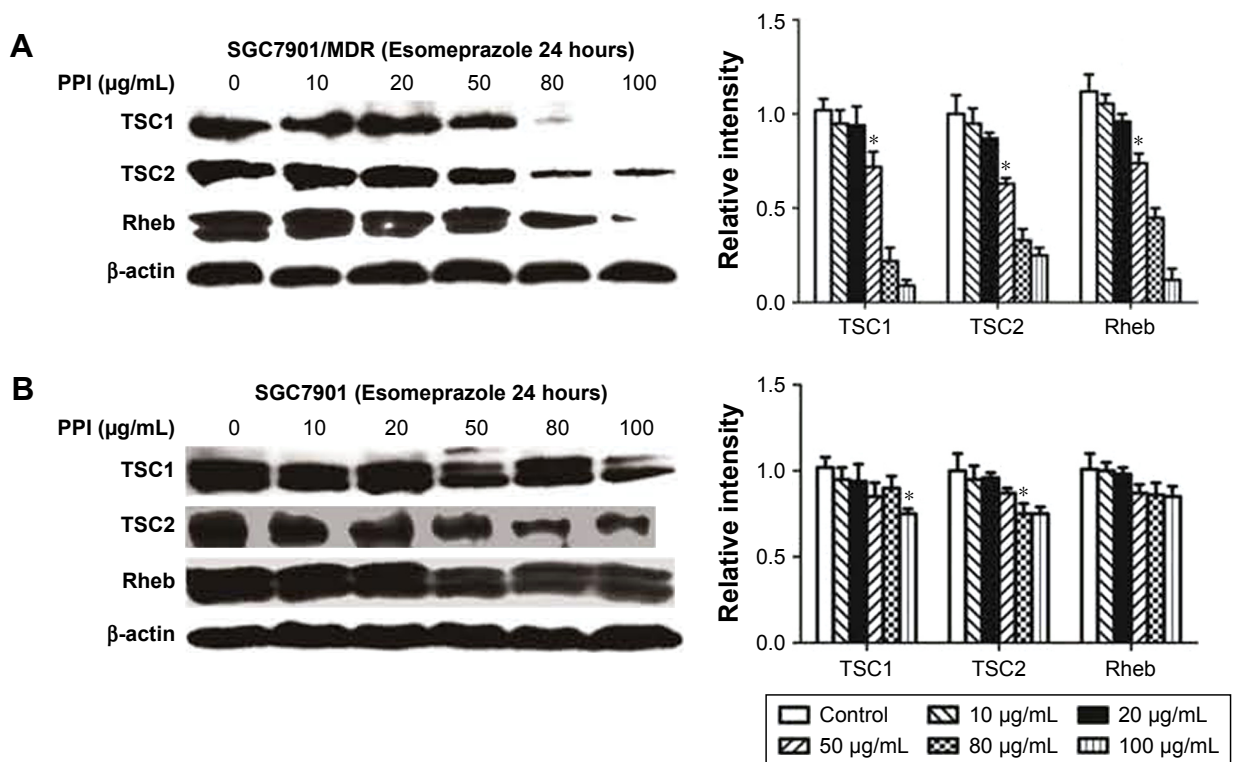 A
SGC7901/MDR (Esomeprazole 24 hours)
PPI (µg/mL) 0 10 20 50 80 100
TSC1
TSC2
Rheb
β-actin
Relative intensity
1.5
1.0
0.5
0.0
*
*
*
TSC1 TSC2 Rheb
B
SGC7901 (Esomeprazole 24 hours)
PPI (µg/mL) 0 10 20 50 80 100
TSC1
TSC2
Rheb
β-actin
Relative intensity
1.5
1.0
0.5
0.0
*
*
TSC1 TSC2 Rheb
Control 10 µg/mL 20 µg/mL
50 µg/mL 80 µg/mL 100 µg/mL